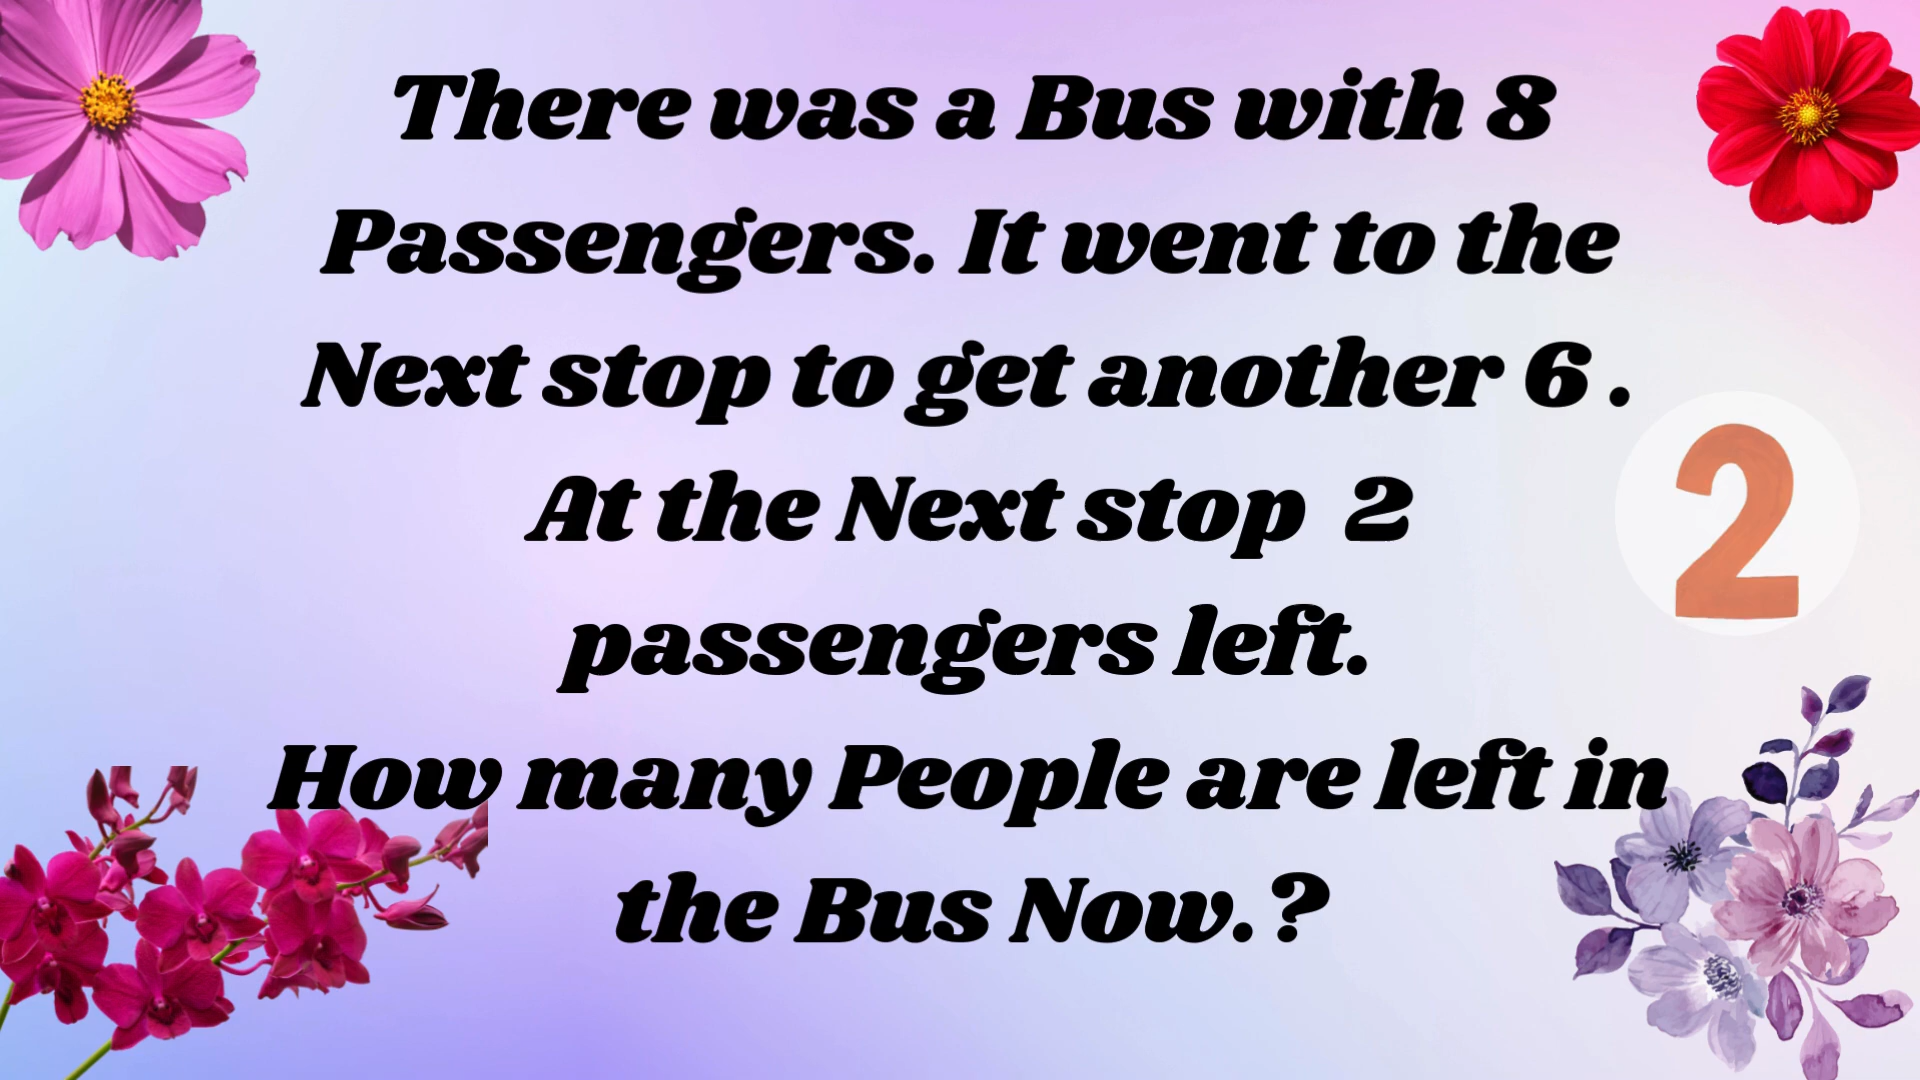 There was a Bus with 8
Passengers. It went to the
Next stop to get another 6 .
At the Next stop  2
passengers left.
How many People are left in
the Bus Now.?
2